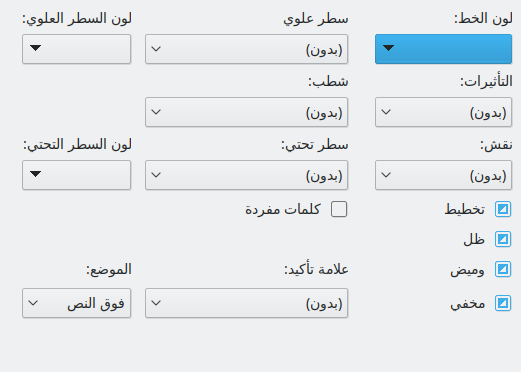 لون الخط:
سطر علوي
لون السطر العلوي:
(بدون)
التأثيرات:
شطب:
(بدون)
(بدون)
نقش:
سطر تحتي:
لون السطر التحتي:
(بدون)
(بدون)
تخطيط
كلمات مفردة
ظل
وميض
علامة تأكيد:
الموضع:
مخفي
(بدون)
فوق النص